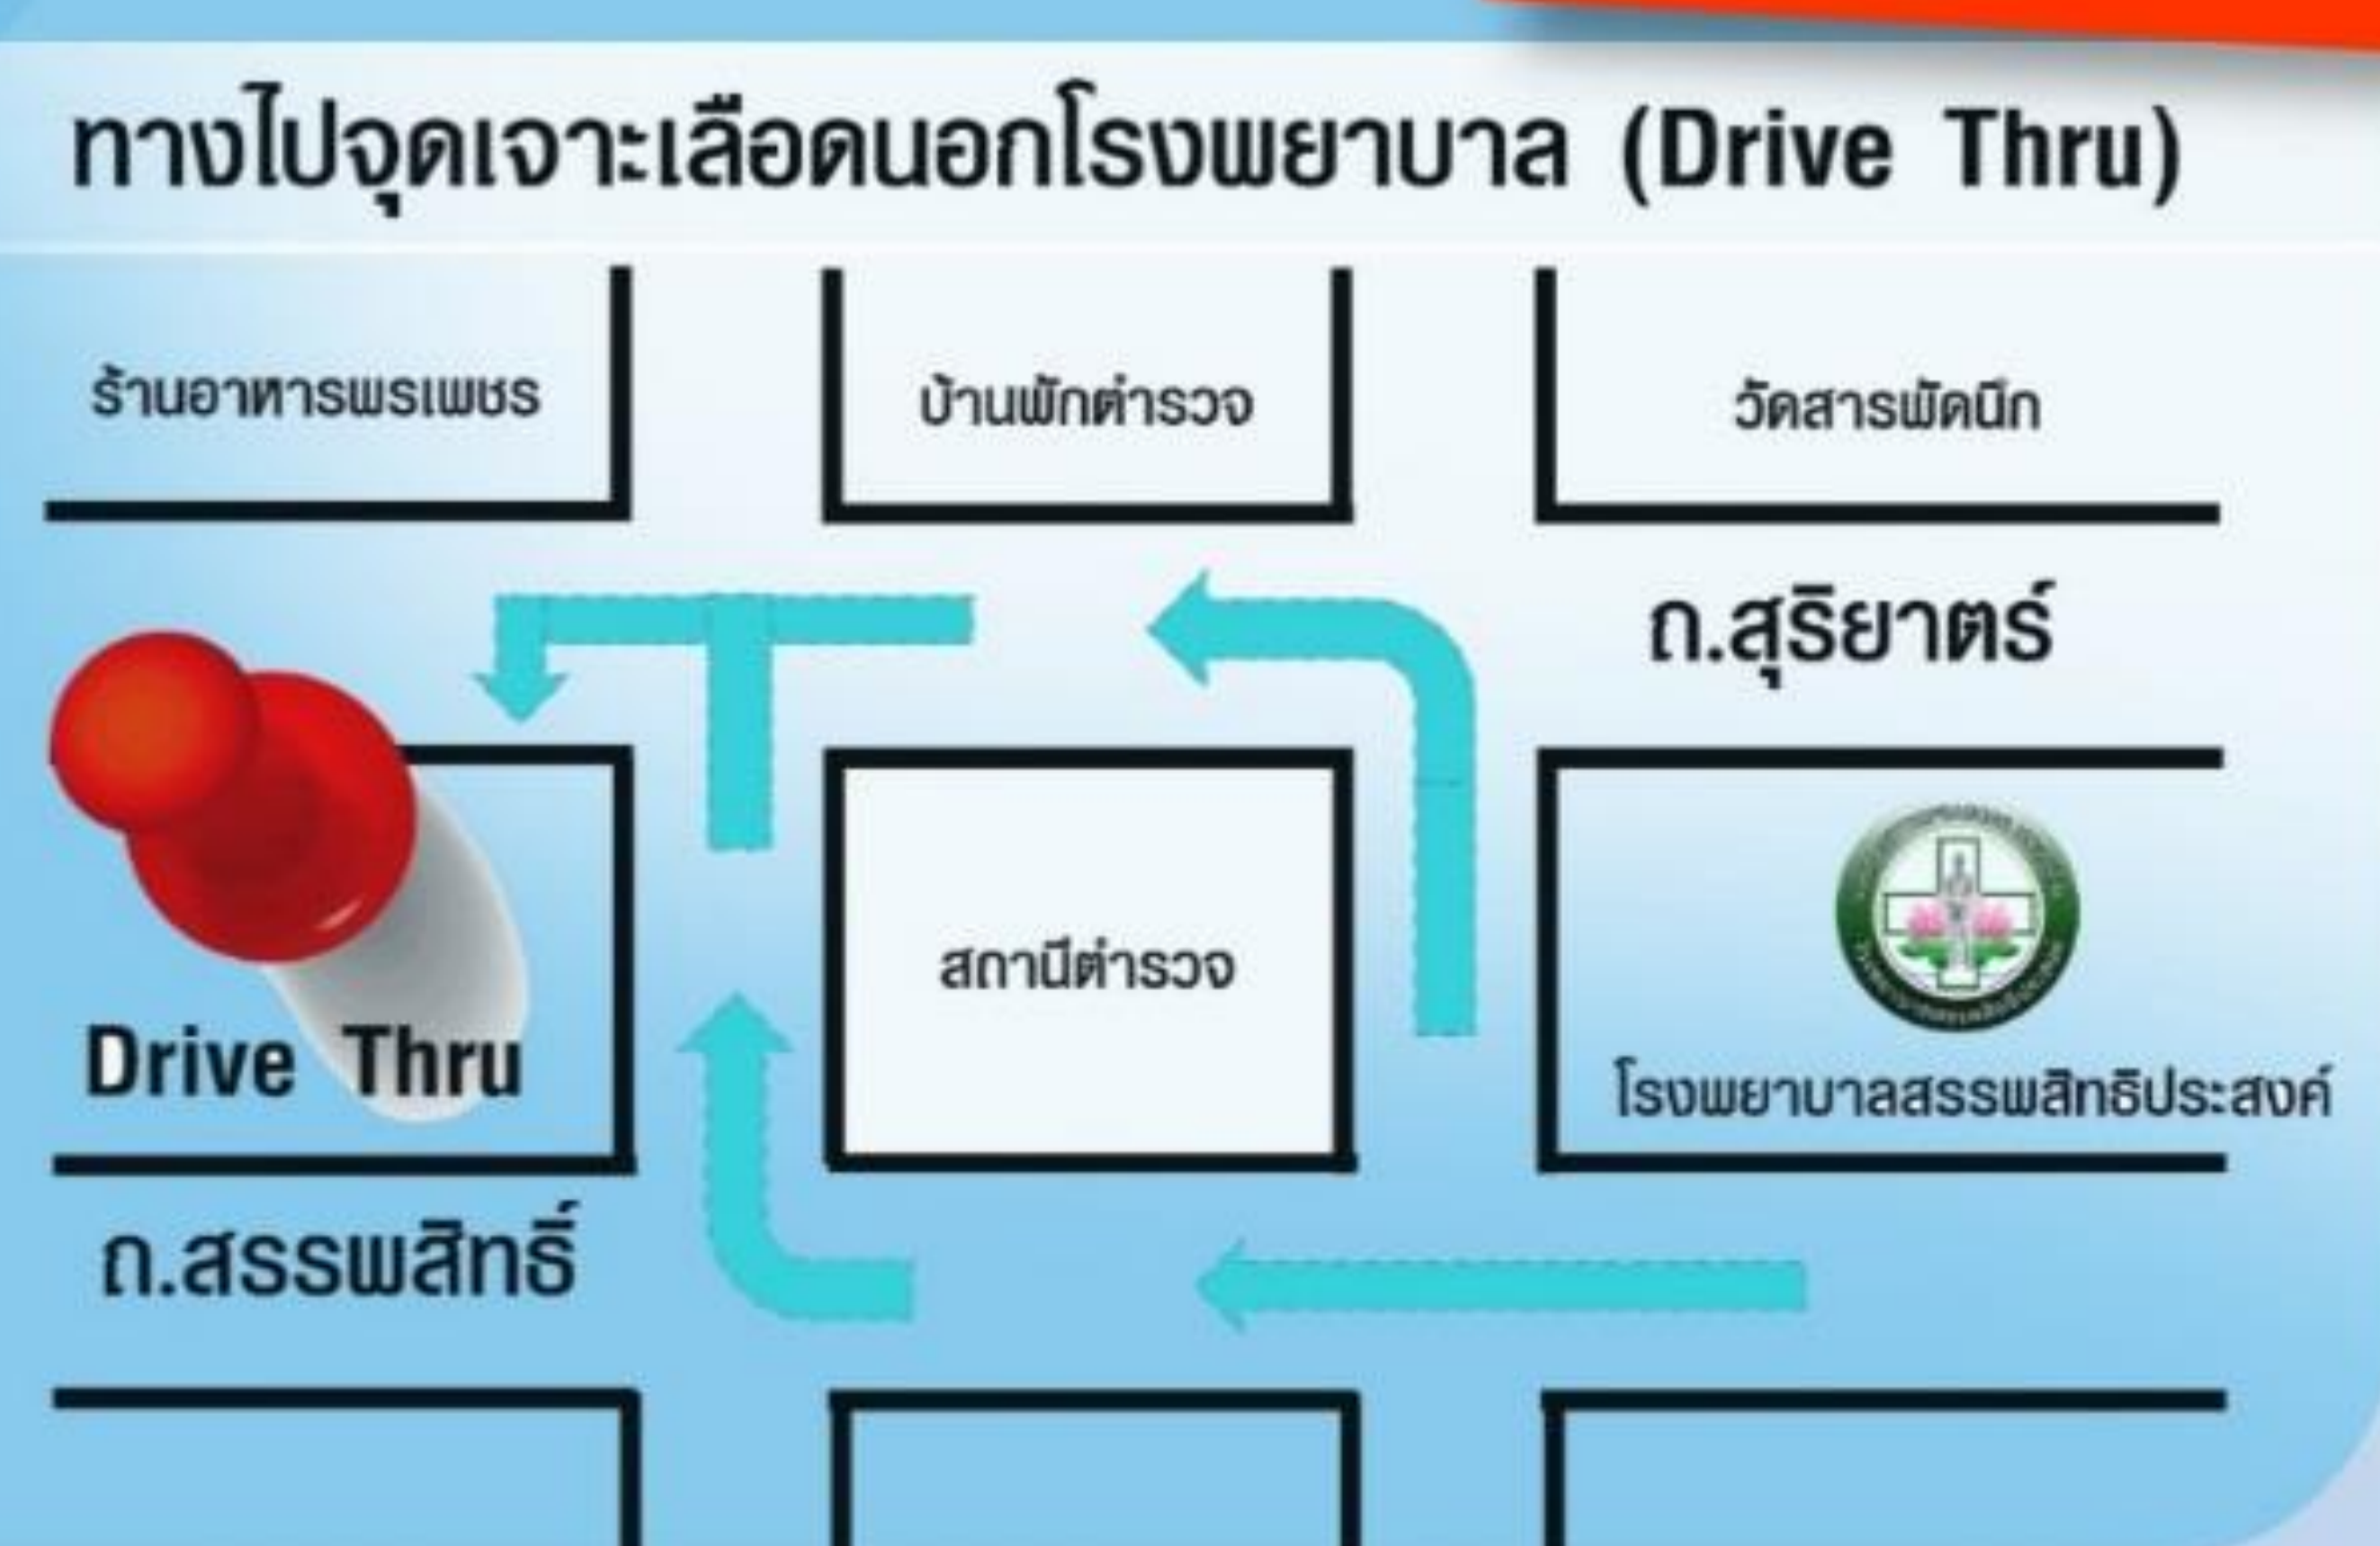 ทางไปจุดเจาะเลือดนอกโรงพยาบาล (Drive Thru)
ร้านอาหารพรเพชร
บ้านพักตำรวจ
วัดสารพัดนึก
ถ.สุริยาตร์
สถานีตำรวจ
Drive Thru
โรงพยาบาลสรรพสิทธิประสงค์
ถ.สรรพสิทธิ์